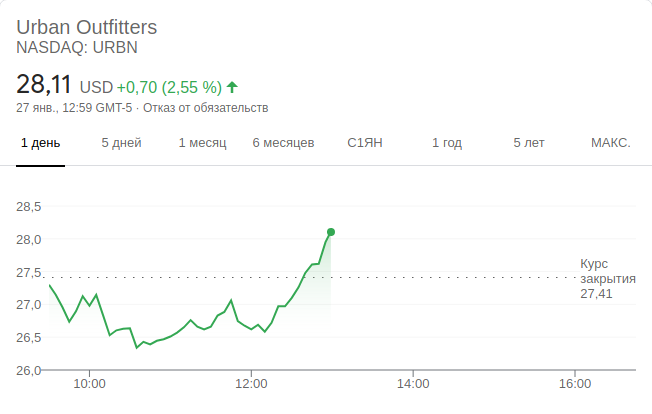 Urban Outfitters
NASDAQ: URBN
28,11 USD +0,70 (2,55 %)
27 янв., 12:59 GMT-5 · Отказ от обязательств
1 день 5 дней 1 месяц 6 месяцев С1ЯН 1 год 5 лет МАКС.
28,5
28,0
27,5
27,0
26,5
26,0
Курс
закрытия
27,41
10:00 12:00 14:00 16:00